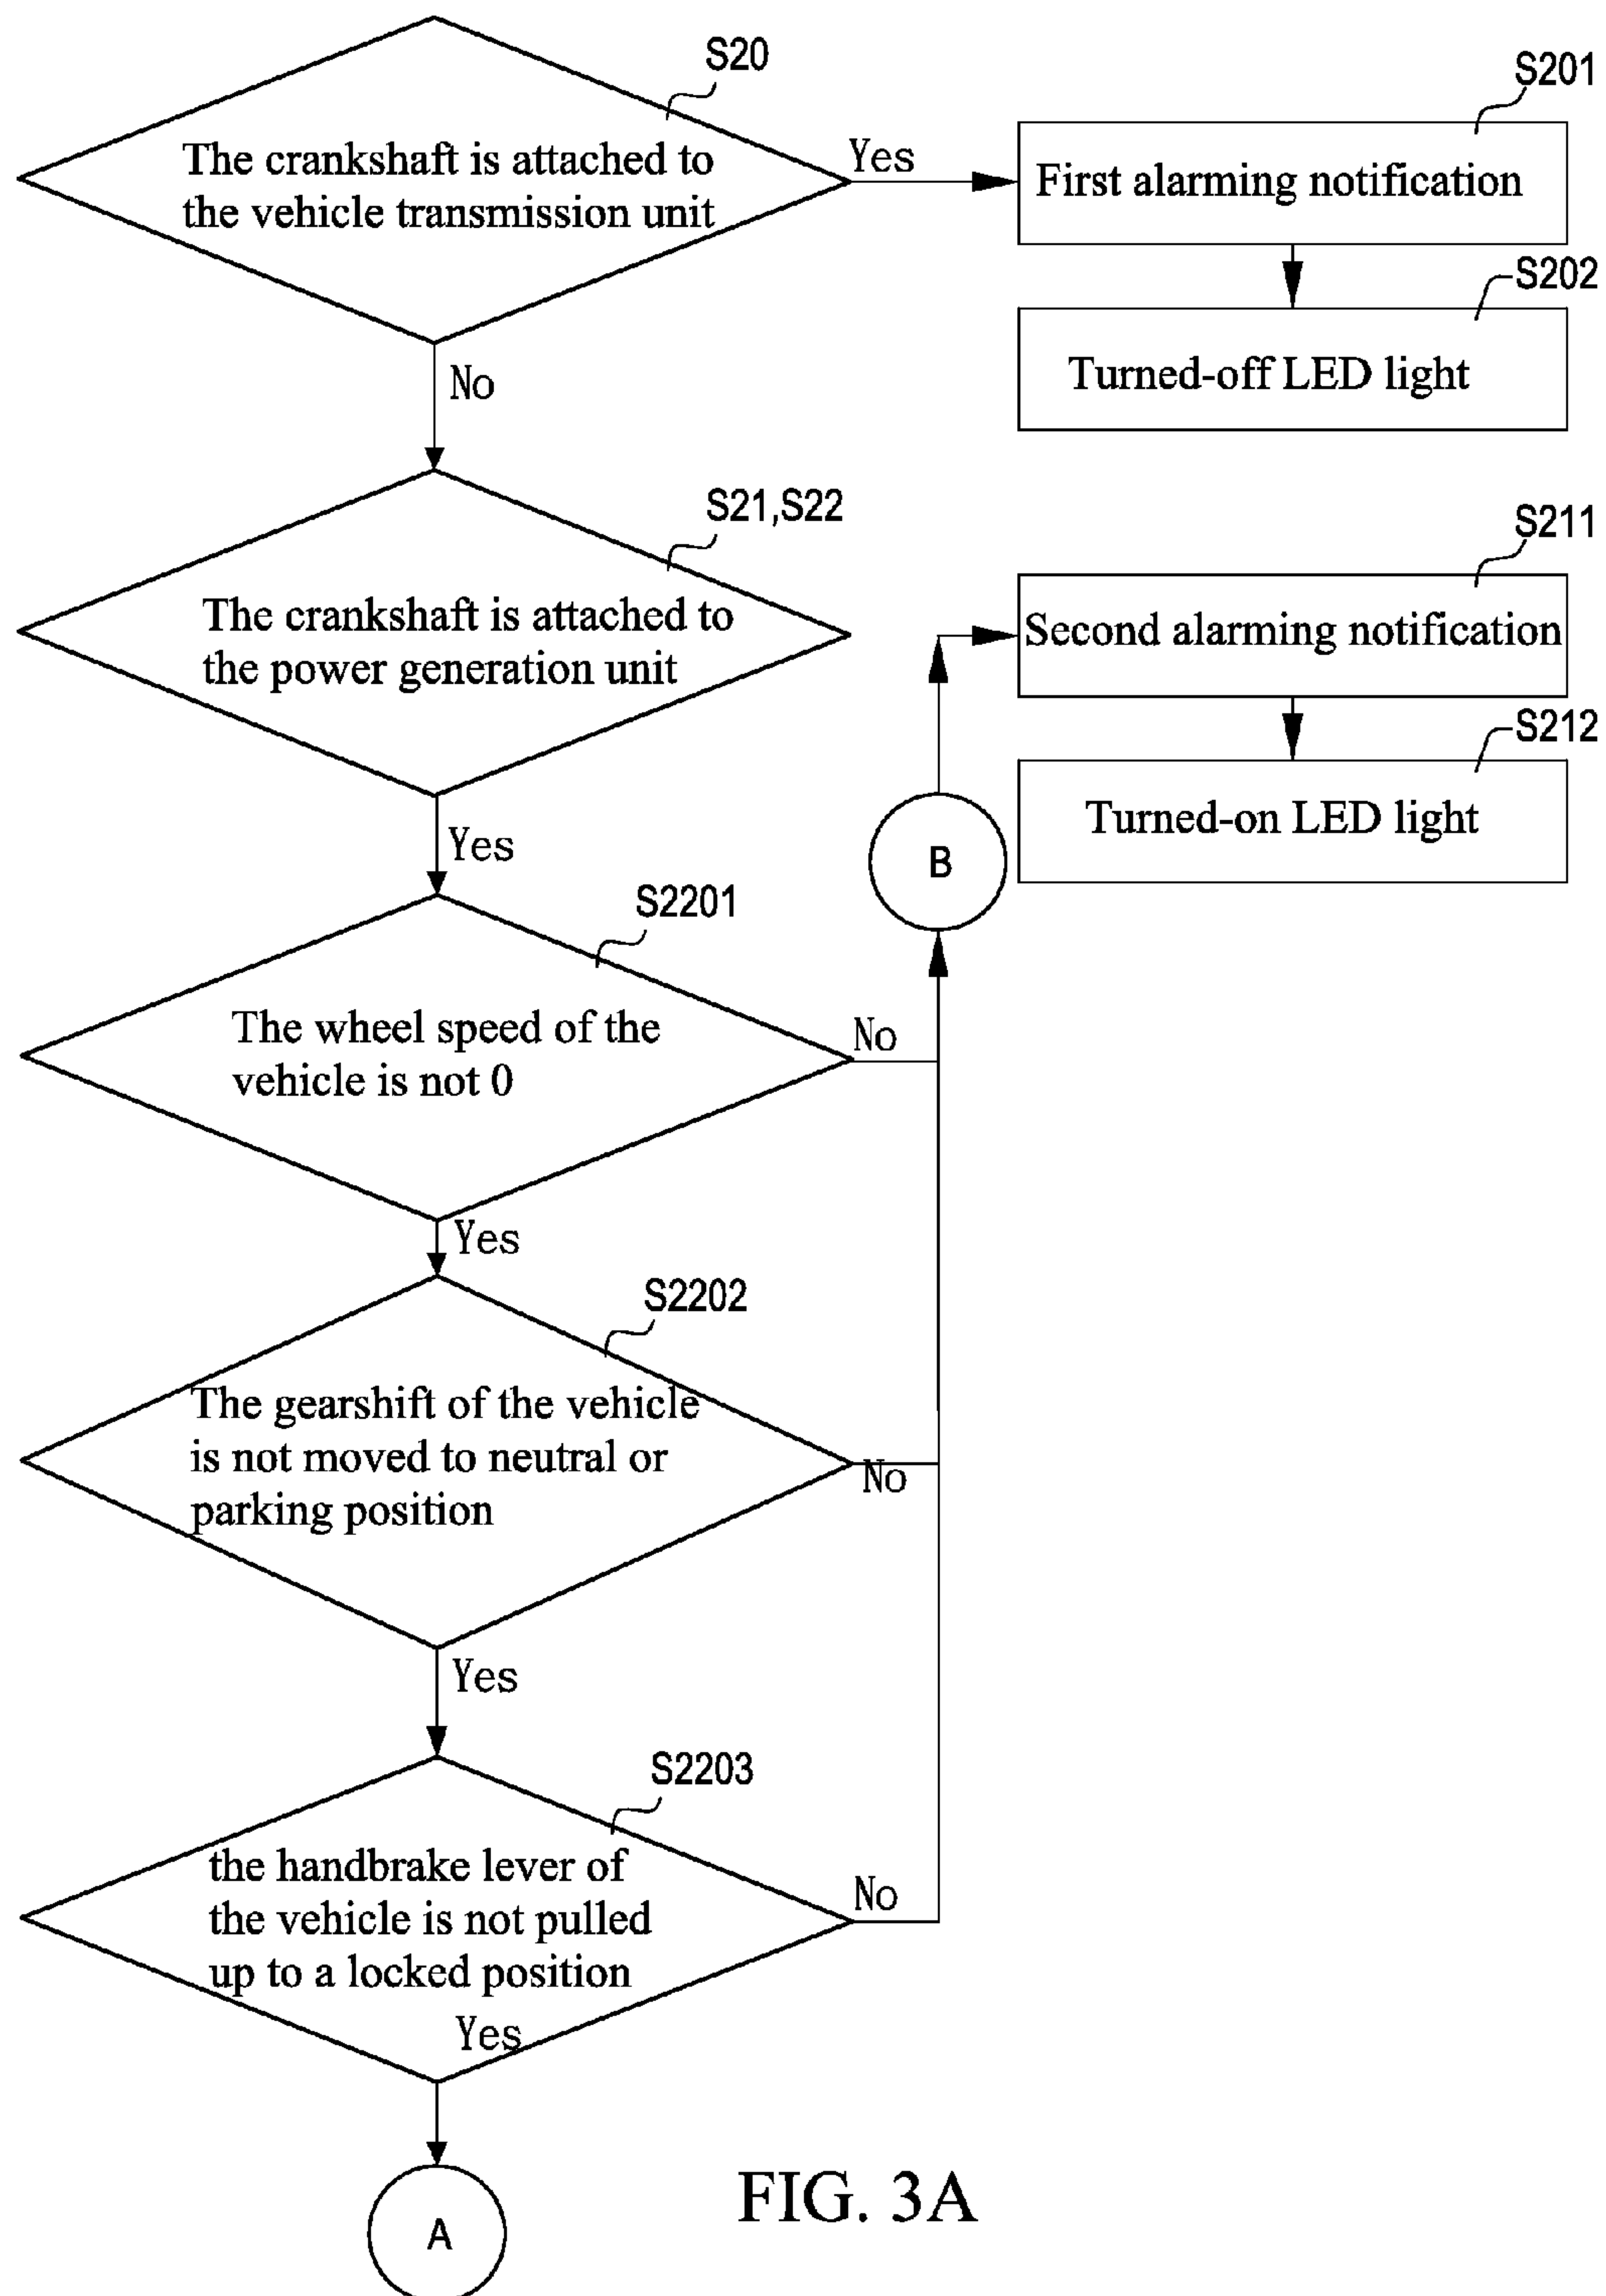 S20
The crankshaft is attached to
the vehicle transmission unit
Yes
S201
First alarming notification
S202
Turned-off LED light
No
S21,S22
The crankshaft is attached to
the power generation unit
S211
Second alarming notification
S212
Turned-on LED light
B
Yes
S2201
The wheel speed of the
vehicle is not 0
No
Yes
S2202
The gearshift of the vehicle
is not moved to neutral or
parking position
No
Yes
S2203
the handbrake lever of
the vehicle is not pulled
up to a locked position
No
Yes
A
FIG. 3A